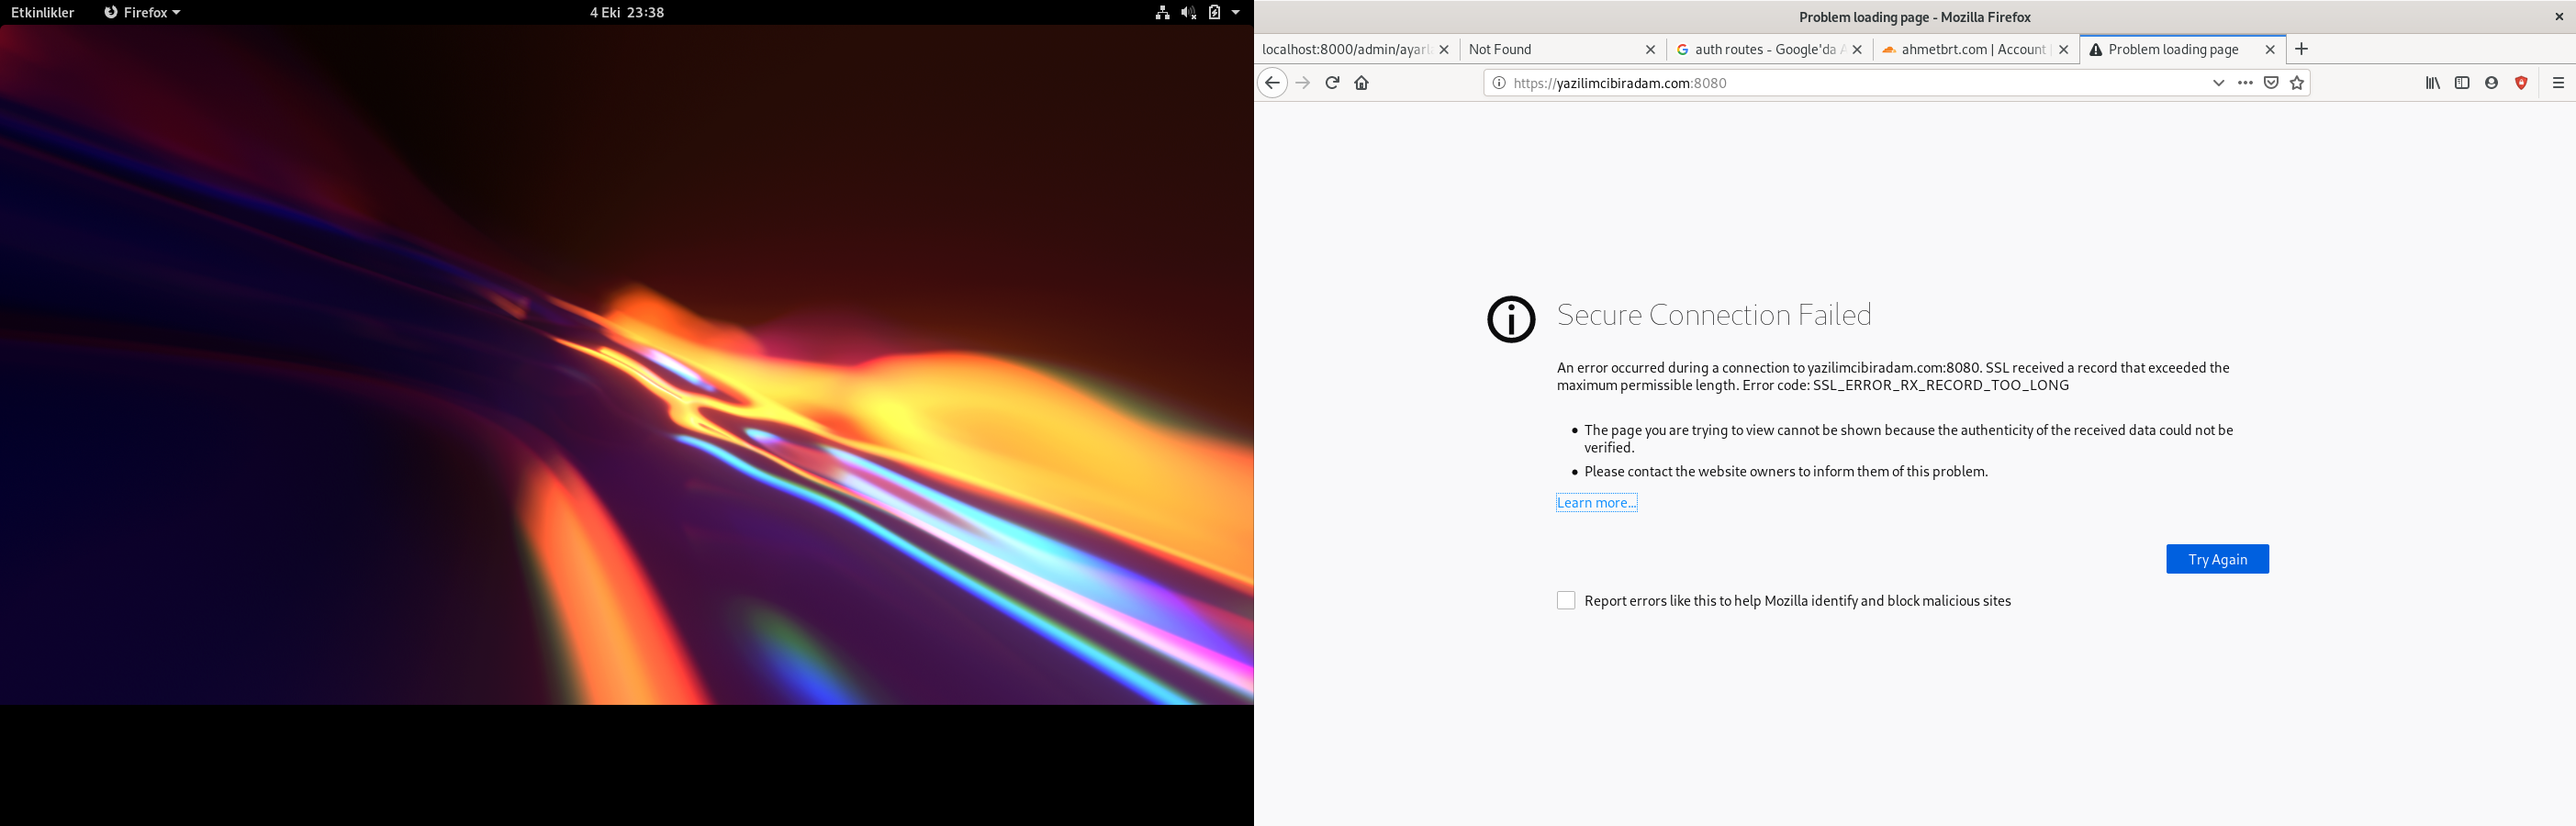 Etkinlikler Firefox 4 Eki 23:38
Problem loading page - Mozilla Firefox
localhost:8000/admin/ayarl Not Found auth routes - Google'da A ahmetbrt.com | Account Problem loading page
https://yazilimcibiradam.com:8080
Secure Connection Failed
An error occurred during a connection to yazilimcibiradam.com:8080. SSL received a record that exceeded the
maximum permissible length. Error code: SSL_ERROR_RX_RECORD_TOO_LONG
• The page you are trying to view cannot be shown because the authenticity of the received data could not be
verified.
• Please contact the website owners to inform them of this problem.
Learn more...
Try Again
Report errors like this to help Mozilla identify and block malicious sites